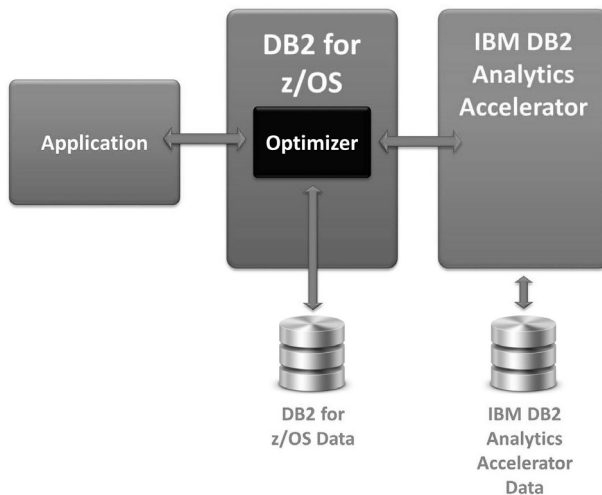 DB2 for
z/OS
IBM DB2
Analytics
Accelerator
Application
Optimizer
DB2 for
z/OS Data
IBM DB2
Analytics
Accelerator
Data